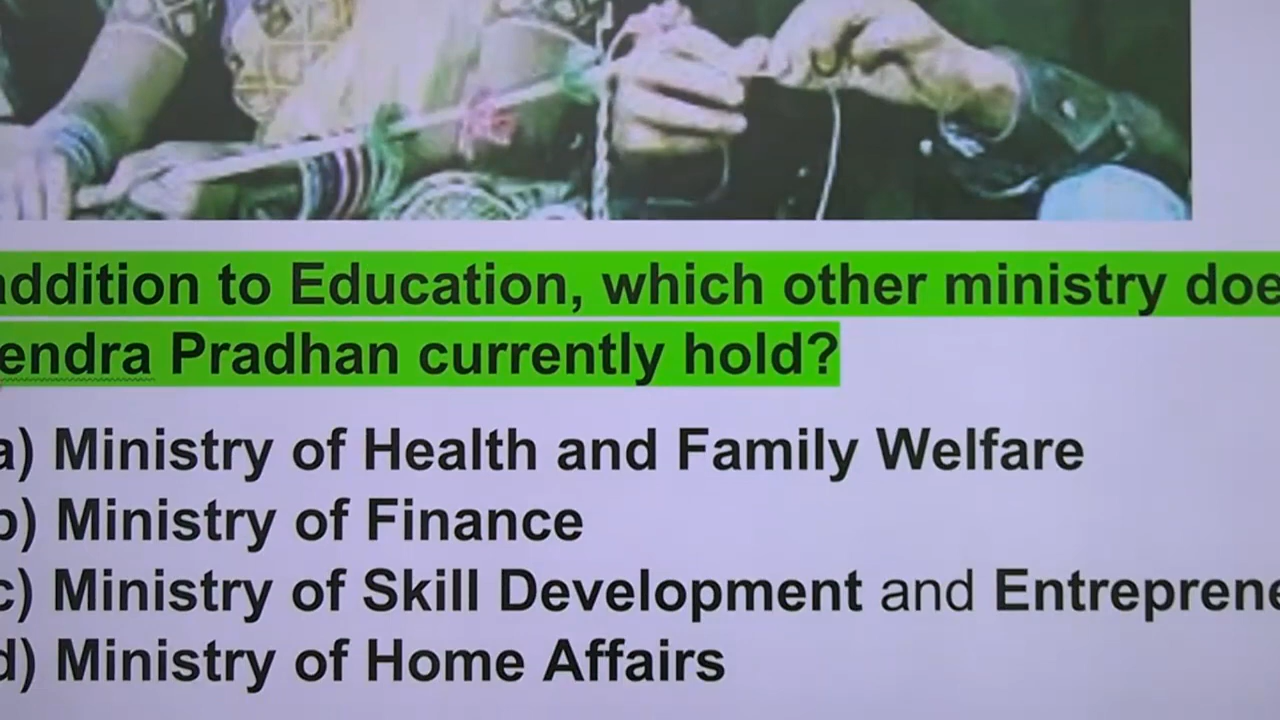 addition to Education, which other ministry doe
endra Pradhan currently hold?
a) Ministry of Health and Family Welfare
b) Ministry of Finance
c) Ministry of Skill Development and Entreprene
d) Ministry of Home Affairs